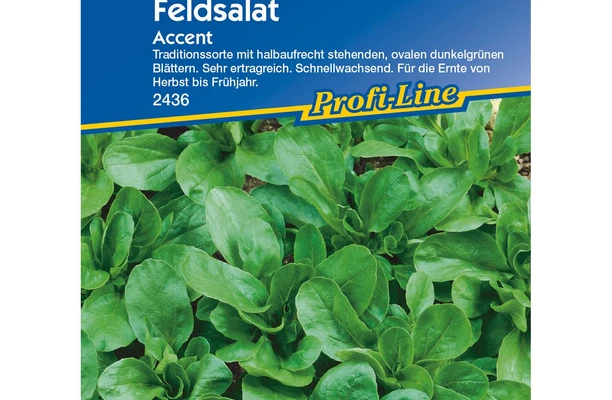 Feldsalat
Accent
Traditionssorte mit halbaufrecht stehenden, ovalen dunkelgrünen
Blättern. Sehr ertragreich. Schnellwachsend. Für die Ernte von
Herbst bis Frühjahr.
2436
Profi-Line